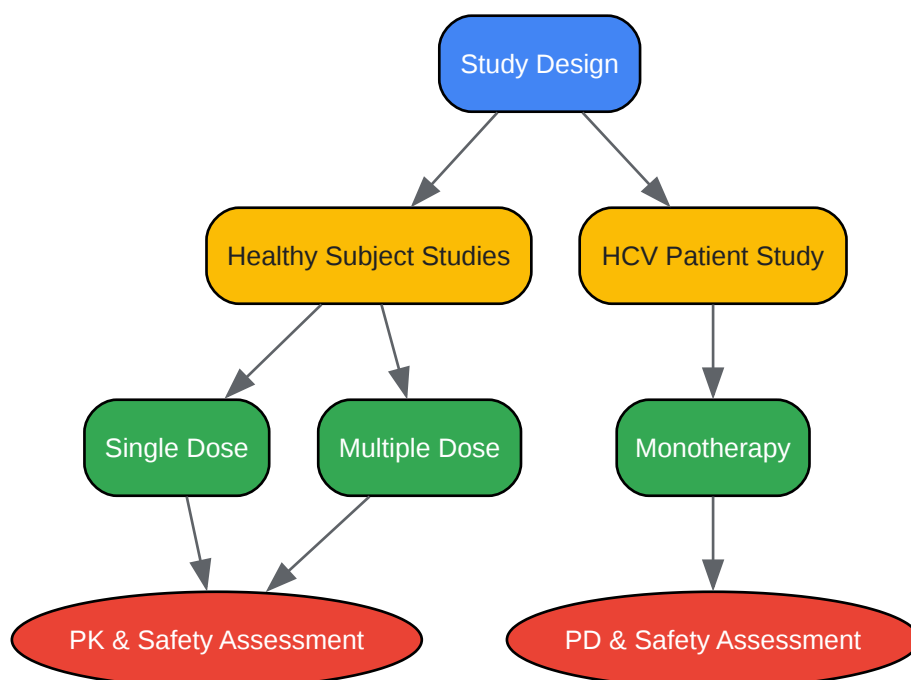 Study Design
Healthy Subject Studies
HCV Patient Study
Single Dose
Multiple Dose
Monotherapy
PK & Safety Assessment
PD & Safety Assessment